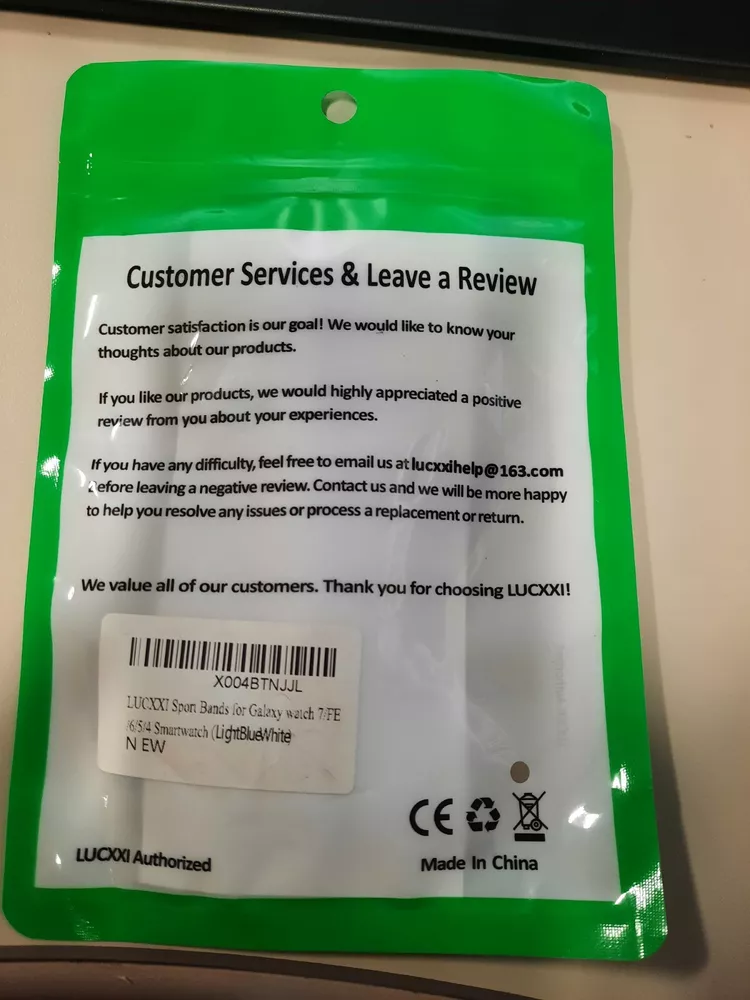 Customer Services & Leave a Review
Customer satisfaction is our goal! We would like to know your
thoughts about our products.
If you like our products, we would highly appreciated a positive
review from you about your experiences.
If you have any difficulty, feel free to email us at lucxxihelp@163.com
before leaving a negative review. Contact us and we will be more happy
to help you resolve any issues or process a replacement or return.
We value all of our customers. Thank you for choosing LUCXXI!
X004BTNJJL
LUCXXI Sport Bands for Galaxy watch 7/FE
/6/5/4 Smartwatch (LightBlueWhite)
N EW
CE
LUCXXI Authorized
Made In China